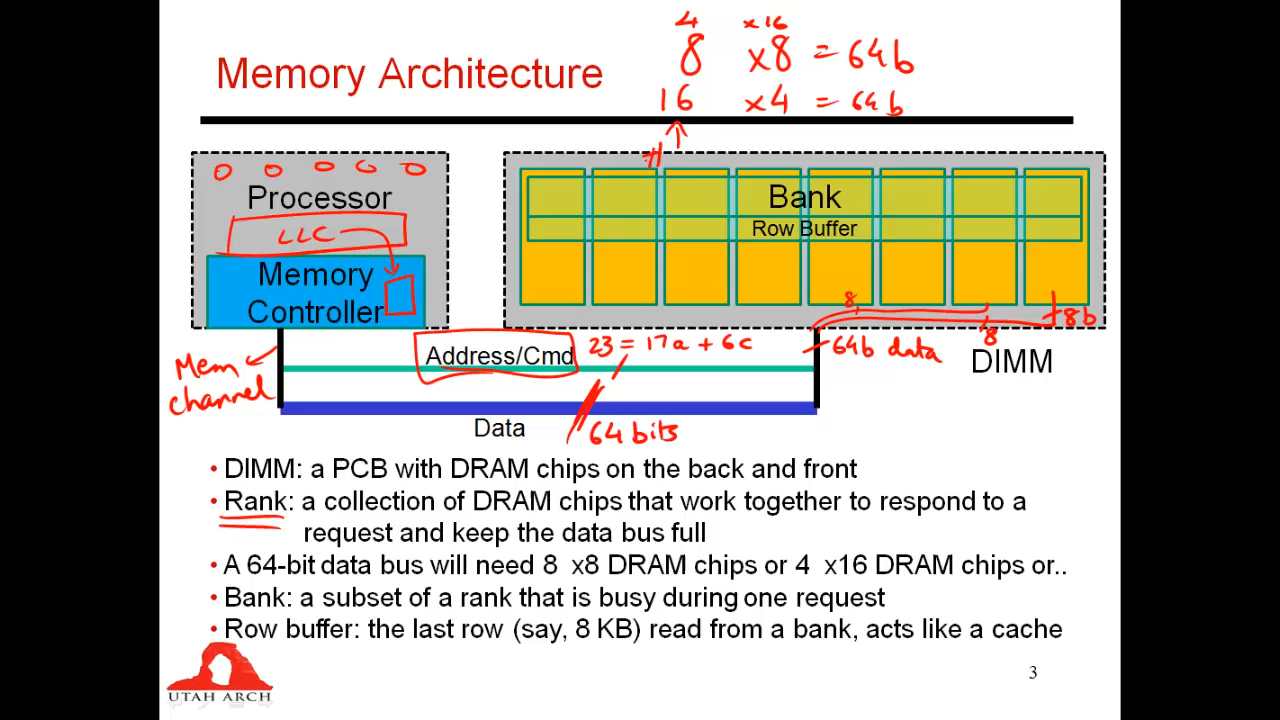 4 x16
8 x8 = 64b
Memory Architecture
16 x4 = 64b
#
Processor
LLC
Memory
Controller
Bank
Row Buffer
8
8b
8
Address/Cmd
23 = 17a + 6c
64b data
DIMM
Mem
channel
Data
64 bits
• DIMM: a PCB with DRAM chips on the back and front
• Rank: a collection of DRAM chips that work together to respond to a
request and keep the data bus full
• A 64-bit data bus will need 8 x8 DRAM chips or 4 x16 DRAM chips or..
• Bank: a subset of a rank that is busy during one request
• Row buffer: the last row (say, 8 KB) read from a bank, acts like a cache
UTAH ARCH
3